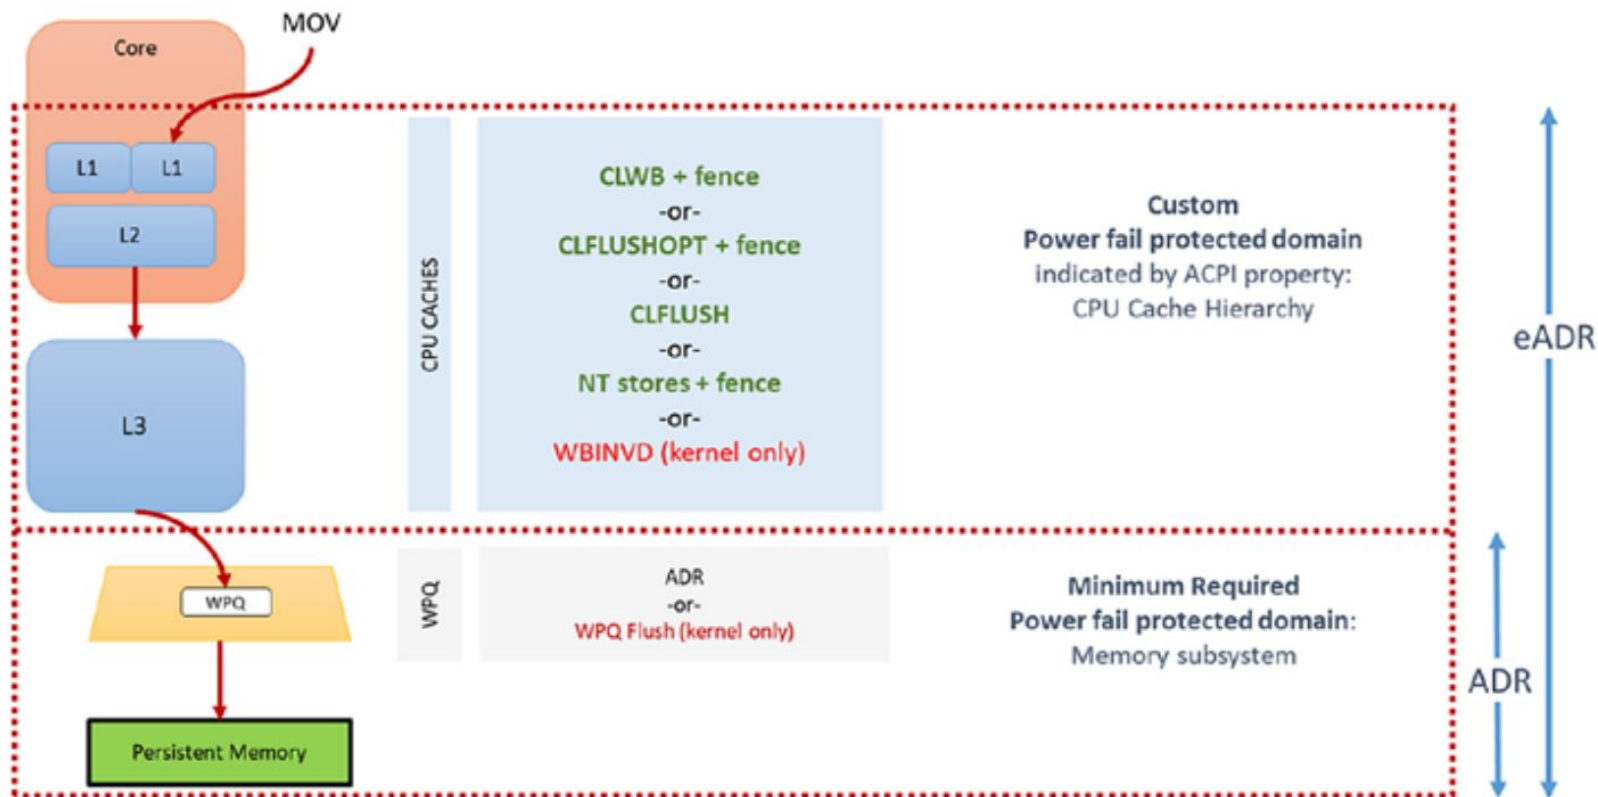 MOV
Core
L1
L1
L2
L3
CPU CACHES
CLWB + fence
-or-
CLFLUSHOPT + fence
-or-
CLFLUSH
-or-
NT stores + fence
-or-
WBINVD (kernel only)
Custom
Power fail protected domain
indicated by ACPI property:
CPU Cache Hierarchy
eADR
WPQ
WPQ
ADR
-or-
WPQ Flush (kernel only)
Minimum Required
Power fail protected domain:
Memory subsystem
ADR
Persistent Memory